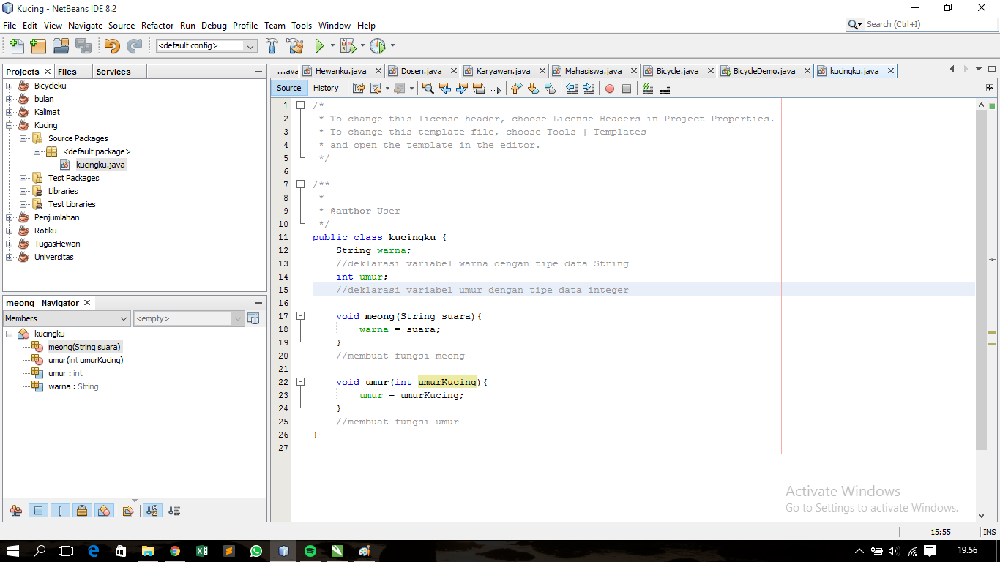 Kucing - NetBeans IDE 8.2
File Edit View Navigate Source Refactor Run Debug Profile Team Tools Window Help
Search (Ctrl+I)
<default config>
Projects Files Services
...ava Hewanku.java Dosen.java Karyawan.java Mahasiswa.java Bicycle.java BicycleDemo.java kucingku.java
Source History
Bicycleku
bulan
Kalimat
Kucing
Source Packages
<default package>
kucingku.java
Test Packages
Libraries
Test Libraries
Penjumlahan
Rotiku
TugasHewan
Universitas
meong - Navigator
Members <empty>
kucingku
meong(String suara)
umur(int umurKucing)
umur : int
warna : String
1 /*
2 * To change this license header, choose License Headers in Project Properties.
3 * To change this template file, choose Tools | Templates
4 * and open the template in the editor.
5 */
6
7 /**
8 *
9 * @author User
10 */
11 public class kucingku {
12 String warna;
13 //deklarasi variabel warna dengan tipe data String
14 int umur;
15 //deklarasi variabel umur dengan tipe data integer
16
17 void meong(String suara){
18 warna = suara;
19 }
20 //membuat fungsi meong
21
22 void umur(int umurKucing){
23 umur = umurKucing;
24 }
25 //membuat fungsi umur
26 }
27
Activate Windows
Go to Settings to activate Windows.
15:55 INS
19.56